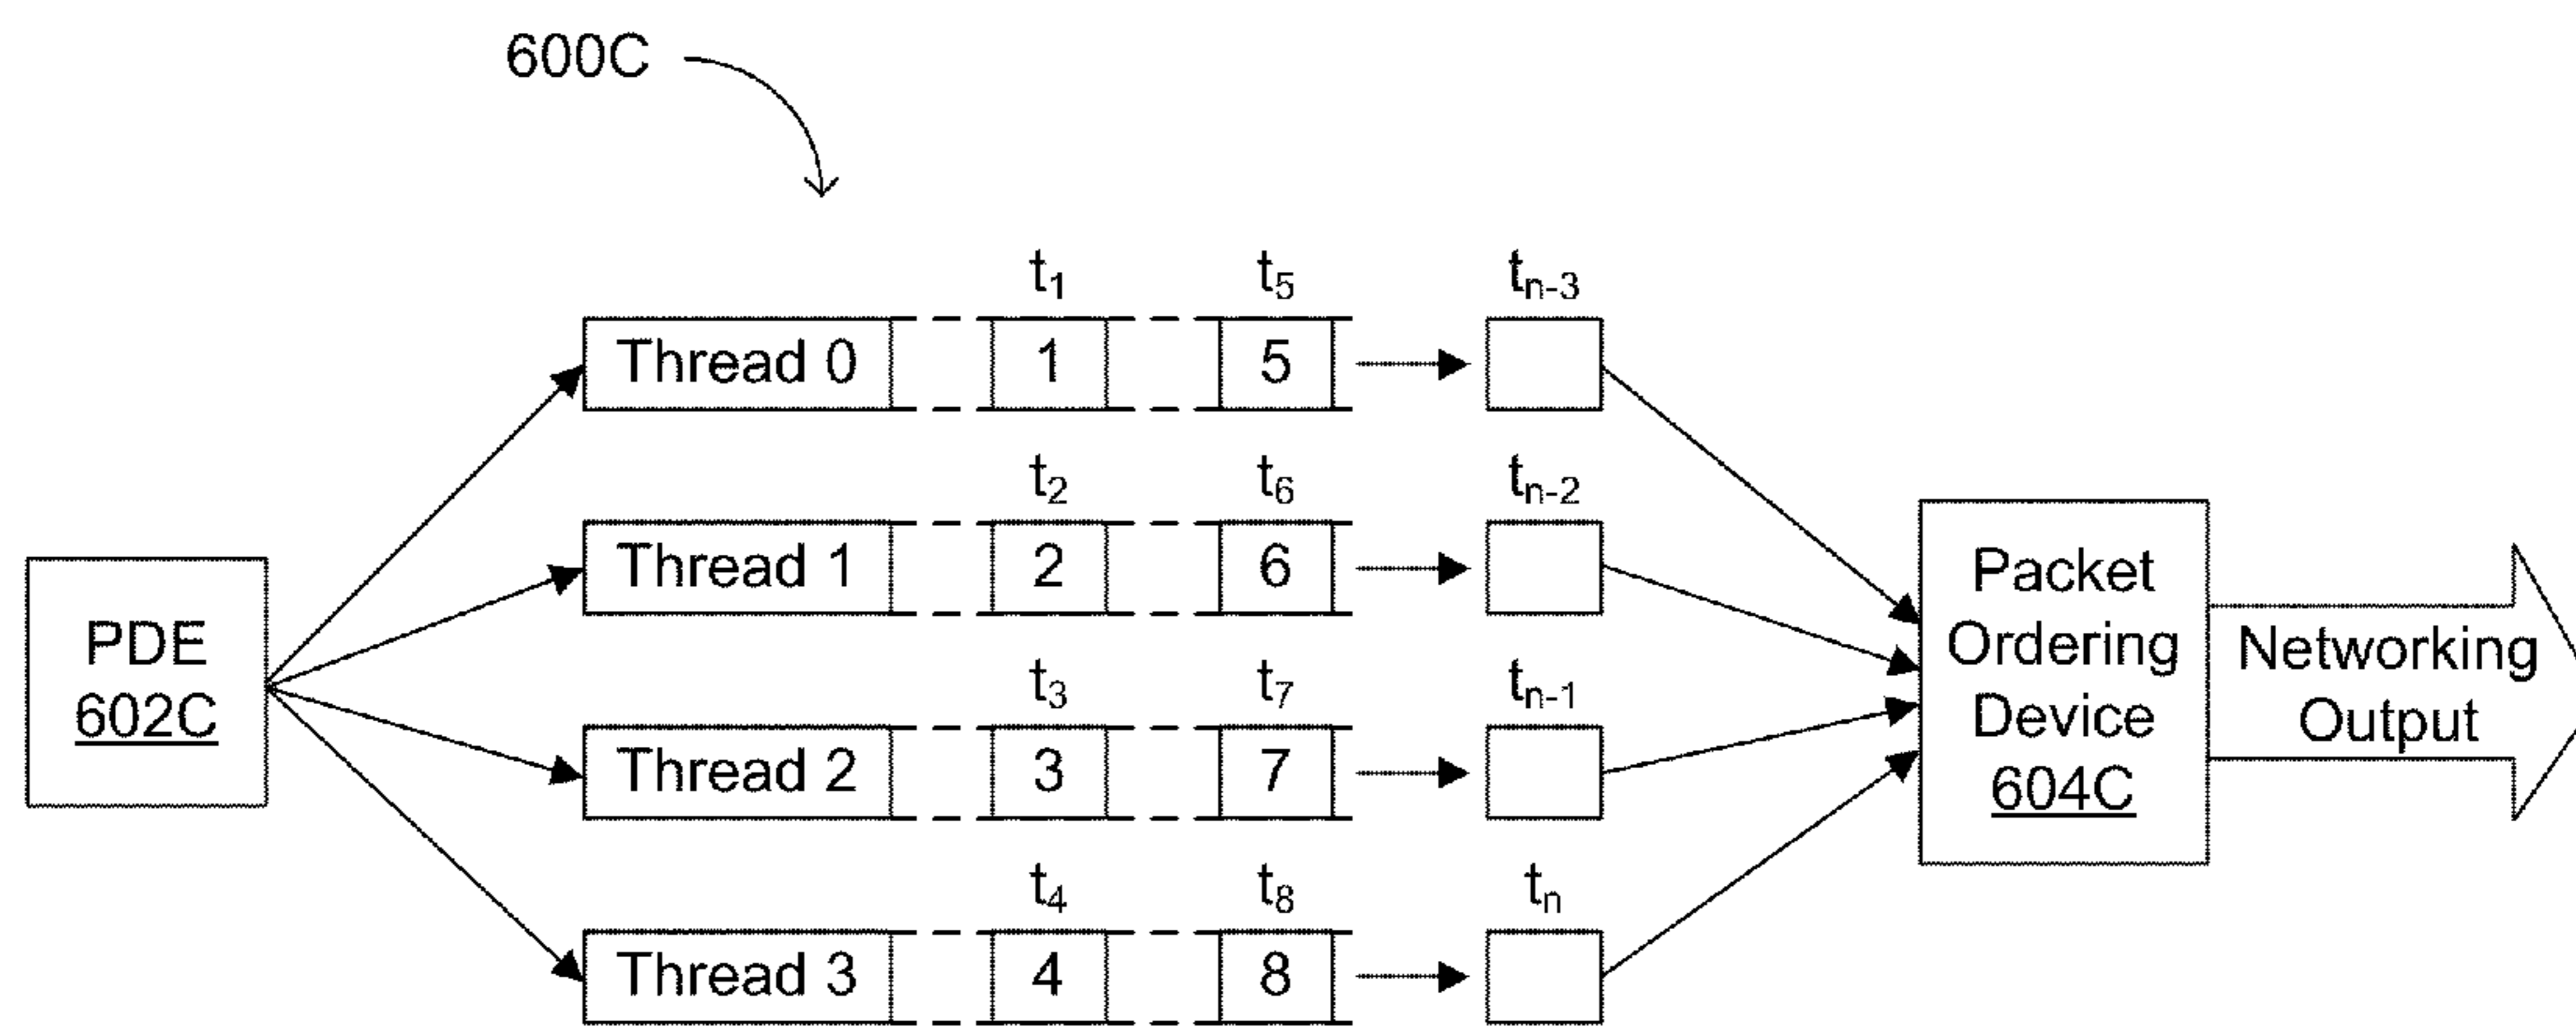 600C
t1 t5 tn-3
Thread 0 1 5
t2 t6 tn-2
Thread 1 2 6
t3 t7 tn-1
Thread 2 3 7
t4 t8 tn
Thread 3 4 8
PDE
602C
Packet
Ordering
Device
604C
Networking
Output